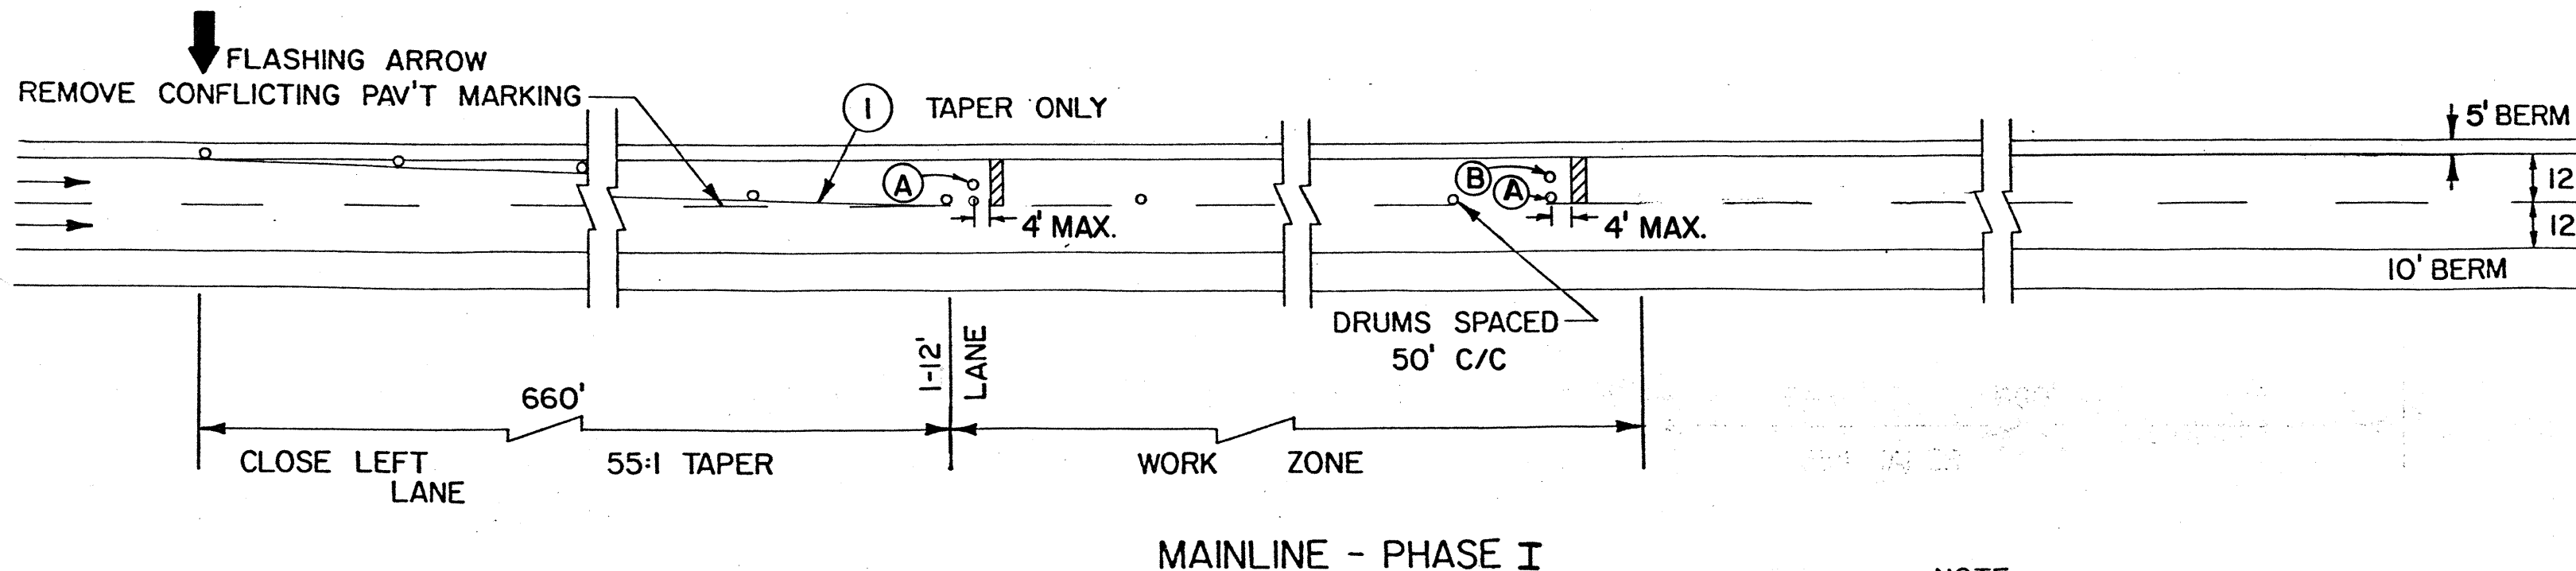 FLASHING ARROW
REMOVE CONFLICTING PAV'T MARKING
1 TAPER ONLY
5' BERM
A
B
A
12
4' MAX.
4' MAX.
12
10' BERM
DRUMS SPACED
50' C/C
1-12'
LANE
660'
CLOSE LEFT
LANE
55:1 TAPER
WORK ZONE
MAINLINE - PHASE I